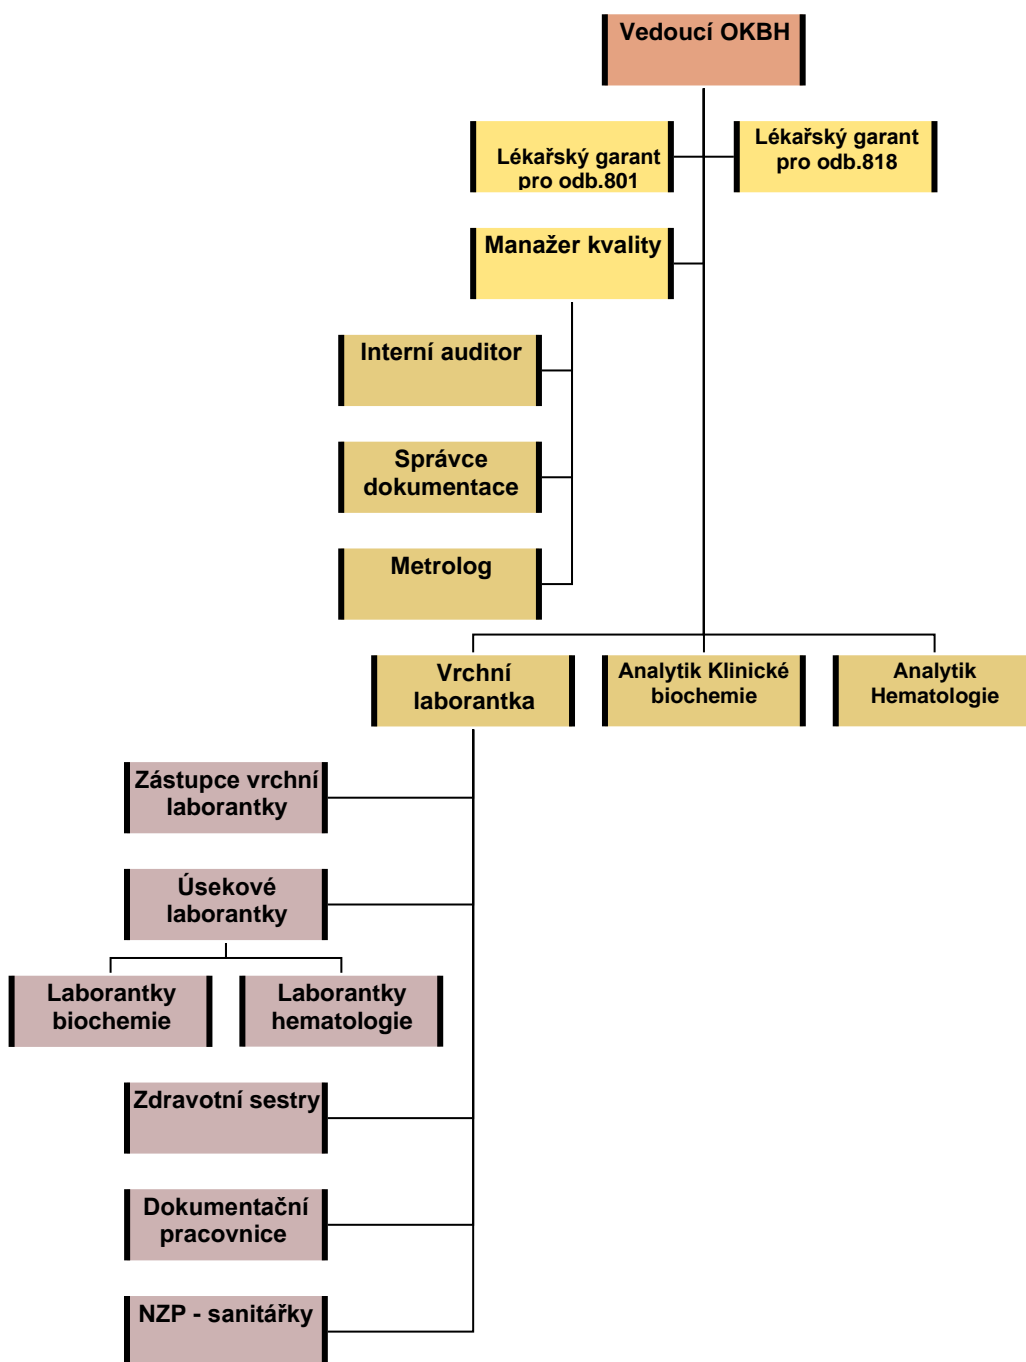 Vedoucí OKBH
Lékařský garant
pro odb.801
Lékařský garant
pro odb.818
Manažer kvality
Interní auditor
Správce
dokumentace
Metrolog
Vrchní
laborantka
Analytik Klinické
biochemie
Analytik
Hematologie
Zástupce vrchní
laborantky
Úsekové
laborantky
Laborantky
biochemie
Laborantky
hematologie
Zdravotní sestry
Dokumentační
pracovnice
NZP - sanitářky